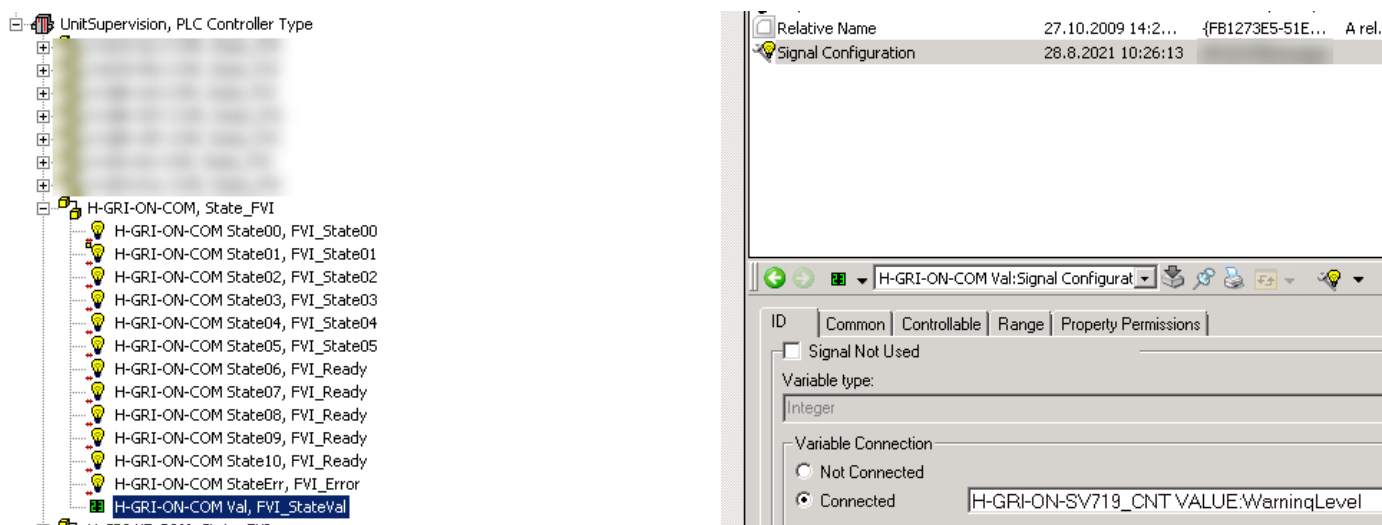 UnitSupervision, PLC Controller Type
H-GRI-ON-COM, State_FVI
H-GRI-ON-COM State00, FVI_State00
H-GRI-ON-COM State01, FVI_State01
H-GRI-ON-COM State02, FVI_State02
H-GRI-ON-COM State03, FVI_State03
H-GRI-ON-COM State04, FVI_State04
H-GRI-ON-COM State05, FVI_State05
H-GRI-ON-COM State06, FVI_Ready
H-GRI-ON-COM State07, FVI_Ready
H-GRI-ON-COM State08, FVI_Ready
H-GRI-ON-COM State09, FVI_Ready
H-GRI-ON-COM State10, FVI_Ready
H-GRI-ON-COM StateErr, FVI_Error
H-GRI-ON-COM Val, FVI_StateVal
Relative Name 27.10.2009 14:2... {FB1273E5-51E... A rel.
Signal Configuration 28.8.2021 10:26:13
H-GRI-ON-COM Val:Signal Configurat
ID Common Controllable Range Property Permissions
Signal Not Used
Variable type:
Integer
Variable Connection
Not Connected
Connected H-GRI-ON-SV719_CNT VALUE:WarningLevel